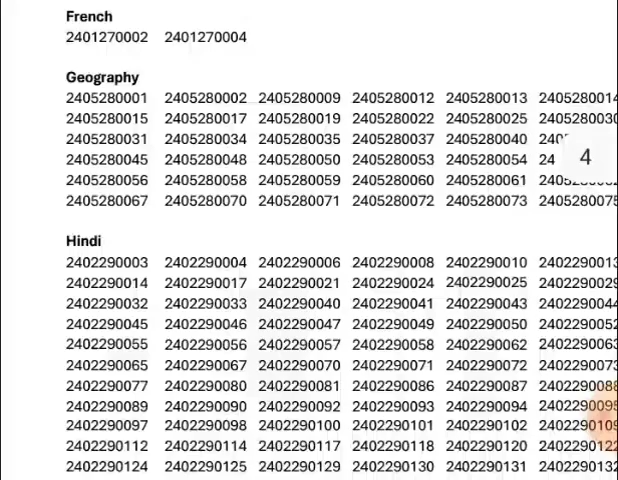 French
2401270002 2401270004
Geography
2405280001 2405280002 2405280009 2405280012 2405280013 2405280014
2405280015 2405280017 2405280019 2405280022 2405280025 2405280030
2405280031 2405280034 2405280035 2405280037 2405280040
2405280045 2405280048 2405280050 2405280053 2405280054
4
2405280056 2405280058 2405280059 2405280060 2405280061
2405280067 2405280070 2405280071 2405280072 2405280073 2405280075
Hindi
2402290003 2402290004 2402290006 2402290008 2402290010 2402290013
2402290014 2402290017 2402290021 2402290024 2402290025 2402290029
2402290032 2402290033 2402290040 2402290041 2402290043 2402290044
2402290045 2402290046 2402290047 2402290049 2402290050 2402290052
2402290055 2402290056 2402290057 2402290058 2402290062 2402290063
2402290065 2402290067 2402290070 2402290071 2402290072 2402290073
2402290077 2402290080 2402290081 2402290086 2402290087 2402290088
2402290089 2402290090 2402290092 2402290093 2402290094 2402290095
2402290097 2402290098 2402290100 2402290101 2402290102 2402290109
2402290112 2402290114 2402290117 2402290118 2402290120 2402290122
2402290124 2402290125 2402290129 2402290130 2402290131 2402290132